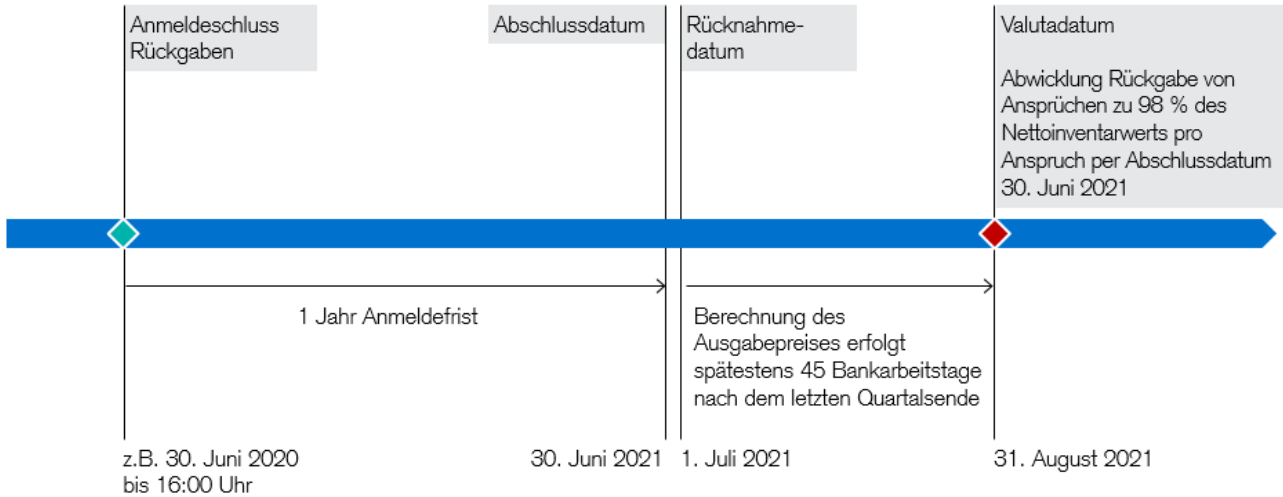 Anmeldeschluss
Rückgaben
Abschlussdatum
Rücknahme-
datum
Valutadatum
Abwicklung Rückgabe von
Ansprüchen zu 98 % des
Nettoinventarwerts pro
Anspruch per Abschlussdatum
30. Juni 2021
1 Jahr Anmeldefrist
Berechnung des
Ausgabepreises erfolgt
spätestens 45 Bankarbeitstage
nach dem letzten Quartalsende
z.B. 30. Juni 2020
bis 16:00 Uhr
30. Juni 2021
1. Juli 2021
31. August 2021